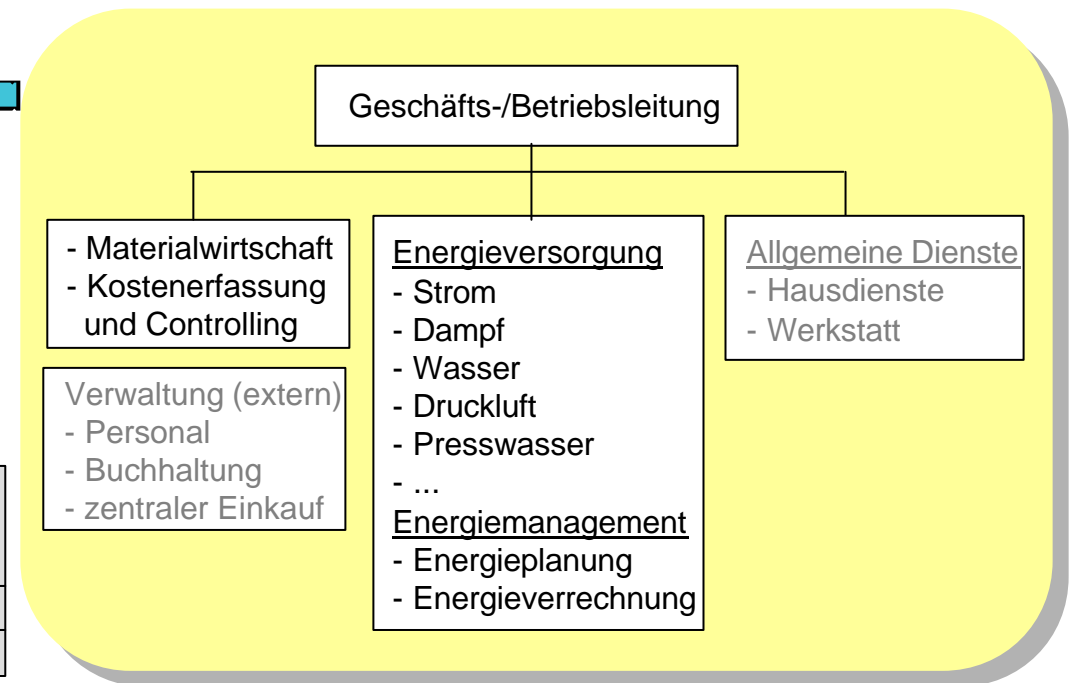 Geschäfts-/Betriebsleitung
- Materialwirtschaft
- Kostenerfassung
und Controlling
Verwaltung (extern)
- Personal
- Buchhaltung
- zentraler Einkauf
Energieversorgung
- Strom
- Dampf
- Wasser
- Druckluft
- Presswasser
- ...
Energiemanagement
- Energieplanung
- Energieverrechnung
Allgemeine Dienste
- Hausdienste
- Werkstatt